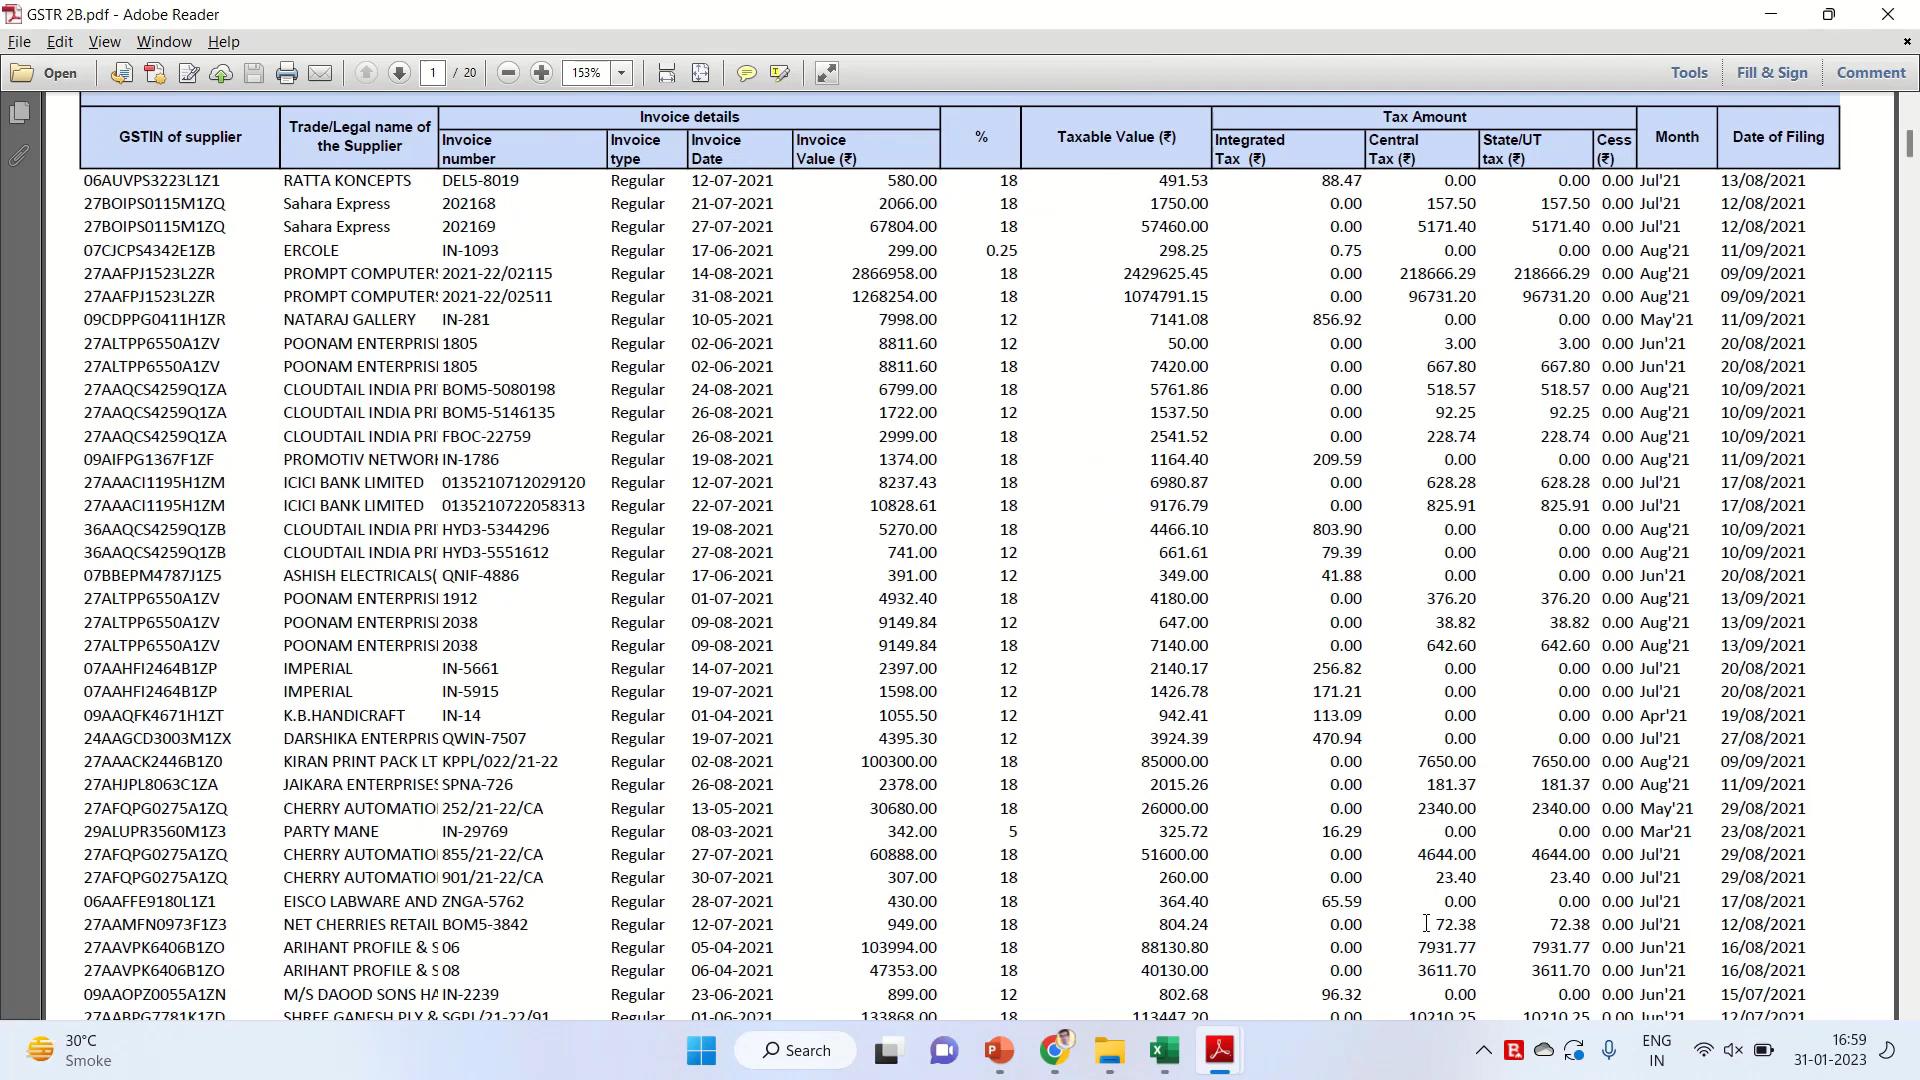 GSTR 2B.pdf - Adobe Reader
File Edit View Window Help
Open 1 / 20 153% Tools Fill & Sign Comment
GSTIN of supplier Trade/Legal name of the Supplier Invoice details % Taxable Value (₹) Tax Amount Month Date of Filing
Invoice number Invoice type Invoice Date Invoice Value (₹) Integrated Tax (₹) Central Tax (₹) State/UT tax (₹) Cess (₹)
06AUVPS3223L1Z1 RATTA KONCEPTS DEL5-8019 Regular 12-07-2021 580.00 18 491.53 88.47 0.00 0.00 0.00 Jul'21 13/08/2021
27BOIPS0115M1ZQ Sahara Express 202168 Regular 21-07-2021 2066.00 18 1750.00 0.00 157.50 157.50 0.00 Jul'21 12/08/2021
27BOIPS0115M1ZQ Sahara Express 202169 Regular 27-07-2021 67804.00 18 57460.00 0.00 5171.40 5171.40 0.00 Jul'21 12/08/2021
07CJCPS4342E1ZB ERCOLE IN-1093 Regular 17-06-2021 299.00 0.25 298.25 0.75 0.00 0.00 0.00 Aug'21 11/09/2021
27AAFPJ1523L2ZR PROMPT COMPUTERS 2021-22/02115 Regular 14-08-2021 2866958.00 18 2429625.45 0.00 218666.29 218666.29 0.00 Aug'21 09/09/2021
27AAFPJ1523L2ZR PROMPT COMPUTERS 2021-22/02511 Regular 31-08-2021 1268254.00 18 1074791.15 0.00 96731.20 96731.20 0.00 Aug'21 09/09/2021
09CDPPG0411H1ZR NATARAJ GALLERY IN-281 Regular 10-05-2021 7998.00 12 7141.08 856.92 0.00 0.00 0.00 May'21 11/09/2021
27ALTPP6550A1ZV POONAM ENTERPRISI 1805 Regular 02-06-2021 8811.60 12 50.00 0.00 3.00 3.00 0.00 Jun'21 20/08/2021
27ALTPP6550A1ZV POONAM ENTERPRISI 1805 Regular 02-06-2021 8811.60 18 7420.00 0.00 667.80 667.80 0.00 Jun'21 20/08/2021
27AAQCS4259Q1ZA CLOUDTAIL INDIA PRI BOM5-5080198 Regular 24-08-2021 6799.00 18 5761.86 0.00 518.57 518.57 0.00 Aug'21 10/09/2021
27AAQCS4259Q1ZA CLOUDTAIL INDIA PRI BOM5-5146135 Regular 26-08-2021 1722.00 12 1537.50 0.00 92.25 92.25 0.00 Aug'21 10/09/2021
27AAQCS4259Q1ZA CLOUDTAIL INDIA PRI FBOC-22759 Regular 26-08-2021 2999.00 18 2541.52 0.00 228.74 228.74 0.00 Aug'21 10/09/2021
09AIFPG1367F1ZF PROMOTIV NETWORK IN-1786 Regular 19-08-2021 1374.00 18 1164.40 209.59 0.00 0.00 0.00 Aug'21 11/09/2021
27AAACI1195H1ZM ICICI BANK LIMITED 0135210712029120 Regular 12-07-2021 8237.43 18 6980.87 0.00 628.28 628.28 0.00 Jul'21 17/08/2021
27AAACI1195H1ZM ICICI BANK LIMITED 0135210722058313 Regular 22-07-2021 10828.61 18 9176.79 0.00 825.91 825.91 0.00 Jul'21 17/08/2021
36AAQCS4259Q1ZB CLOUDTAIL INDIA PRI HYD3-5344296 Regular 19-08-2021 5270.00 18 4466.10 803.90 0.00 0.00 0.00 Aug'21 10/09/2021
36AAQCS4259Q1ZB CLOUDTAIL INDIA PRI HYD3-5551612 Regular 27-08-2021 741.00 12 661.61 79.39 0.00 0.00 0.00 Aug'21 10/09/2021
07BBEPM4787J1Z5 ASHISH ELECTRICALS( QNIF-4886 Regular 17-06-2021 391.00 12 349.00 41.88 0.00 0.00 0.00 Jun'21 20/08/2021
27ALTPP6550A1ZV POONAM ENTERPRISI 1912 Regular 01-07-2021 4932.40 18 4180.00 0.00 376.20 376.20 0.00 Aug'21 13/09/2021
27ALTPP6550A1ZV POONAM ENTERPRISI 2038 Regular 09-08-2021 9149.84 12 647.00 0.00 38.82 38.82 0.00 Aug'21 13/09/2021
27ALTPP6550A1ZV POONAM ENTERPRISI 2038 Regular 09-08-2021 9149.84 18 7140.00 0.00 642.60 642.60 0.00 Aug'21 13/09/2021
07AAHFI2464B1ZP IMPERIAL IN-5661 Regular 14-07-2021 2397.00 12 2140.17 256.82 0.00 0.00 0.00 Jul'21 20/08/2021
07AAHFI2464B1ZP IMPERIAL IN-5915 Regular 19-07-2021 1598.00 12 1426.78 171.21 0.00 0.00 0.00 Jul'21 20/08/2021
09AAQFK4671H1ZT K.B.HANDICRAFT IN-14 Regular 01-04-2021 1055.50 12 942.41 113.09 0.00 0.00 0.00 Apr'21 19/08/2021
24AAGCD3003M1ZX DARSHIKA ENTERPRIS QWIN-7507 Regular 19-07-2021 4395.30 12 3924.39 470.94 0.00 0.00 0.00 Jul'21 27/08/2021
27AAACK2446B1Z0 KIRAN PRINT PACK LT KPPL/022/21-22 Regular 02-08-2021 100300.00 18 85000.00 0.00 7650.00 7650.00 0.00 Aug'21 09/09/2021
27AHJPL8063C1ZA JAIKARA ENTERPRISES SPNA-726 Regular 26-08-2021 2378.00 18 2015.26 0.00 181.37 181.37 0.00 Aug'21 11/09/2021
27AFQPG0275A1ZQ CHERRY AUTOMATIO 252/21-22/CA Regular 13-05-2021 30680.00 18 26000.00 0.00 2340.00 2340.00 0.00 May'21 29/08/2021
29ALUPR3560M1Z3 PARTY MANE IN-29769 Regular 08-03-2021 342.00 5 325.72 16.29 0.00 0.00 0.00 Mar'21 23/08/2021
27AFQPG0275A1ZQ CHERRY AUTOMATIO 855/21-22/CA Regular 27-07-2021 60888.00 18 51600.00 0.00 4644.00 4644.00 0.00 Jul'21 29/08/2021
27AFQPG0275A1ZQ CHERRY AUTOMATIO 901/21-22/CA Regular 30-07-2021 307.00 18 260.00 0.00 23.40 23.40 0.00 Jul'21 29/08/2021
06AAFFE9180L1Z1 EISCO LABWARE AND ZNGA-5762 Regular 28-07-2021 430.00 18 364.40 65.59 0.00 0.00 0.00 Jul'21 17/08/2021
27AAMFN0973F1Z3 NET CHERRIES RETAIL BOM5-3842 Regular 12-07-2021 949.00 18 804.24 0.00 72.38 72.38 0.00 Jul'21 12/08/2021
27AAVPK6406B1ZO ARIHANT PROFILE & S 06 Regular 05-04-2021 103994.00 18 88130.80 0.00 7931.77 7931.77 0.00 Jun'21 16/08/2021
27AAVPK6406B1ZO ARIHANT PROFILE & S 08 Regular 06-04-2021 47353.00 18 40130.00 0.00 3611.70 3611.70 0.00 Jun'21 16/08/2021
09AAOPZ0055A1ZN M/S DAOOD SONS HA IN-2239 Regular 23-06-2021 899.00 12 802.68 96.32 0.00 0.00 0.00 Jun'21 15/07/2021
27AABPG7781K1ZD SHREE GANESH PLY & SGPL/21-22/91 Regular 01-06-2021 133868.00 18 113447.20 0.00 10210.25 10210.25 0.00 Jun'21 12/07/2021
30°C
Smoke
Search
ENG
IN
16:59
31-01-2023